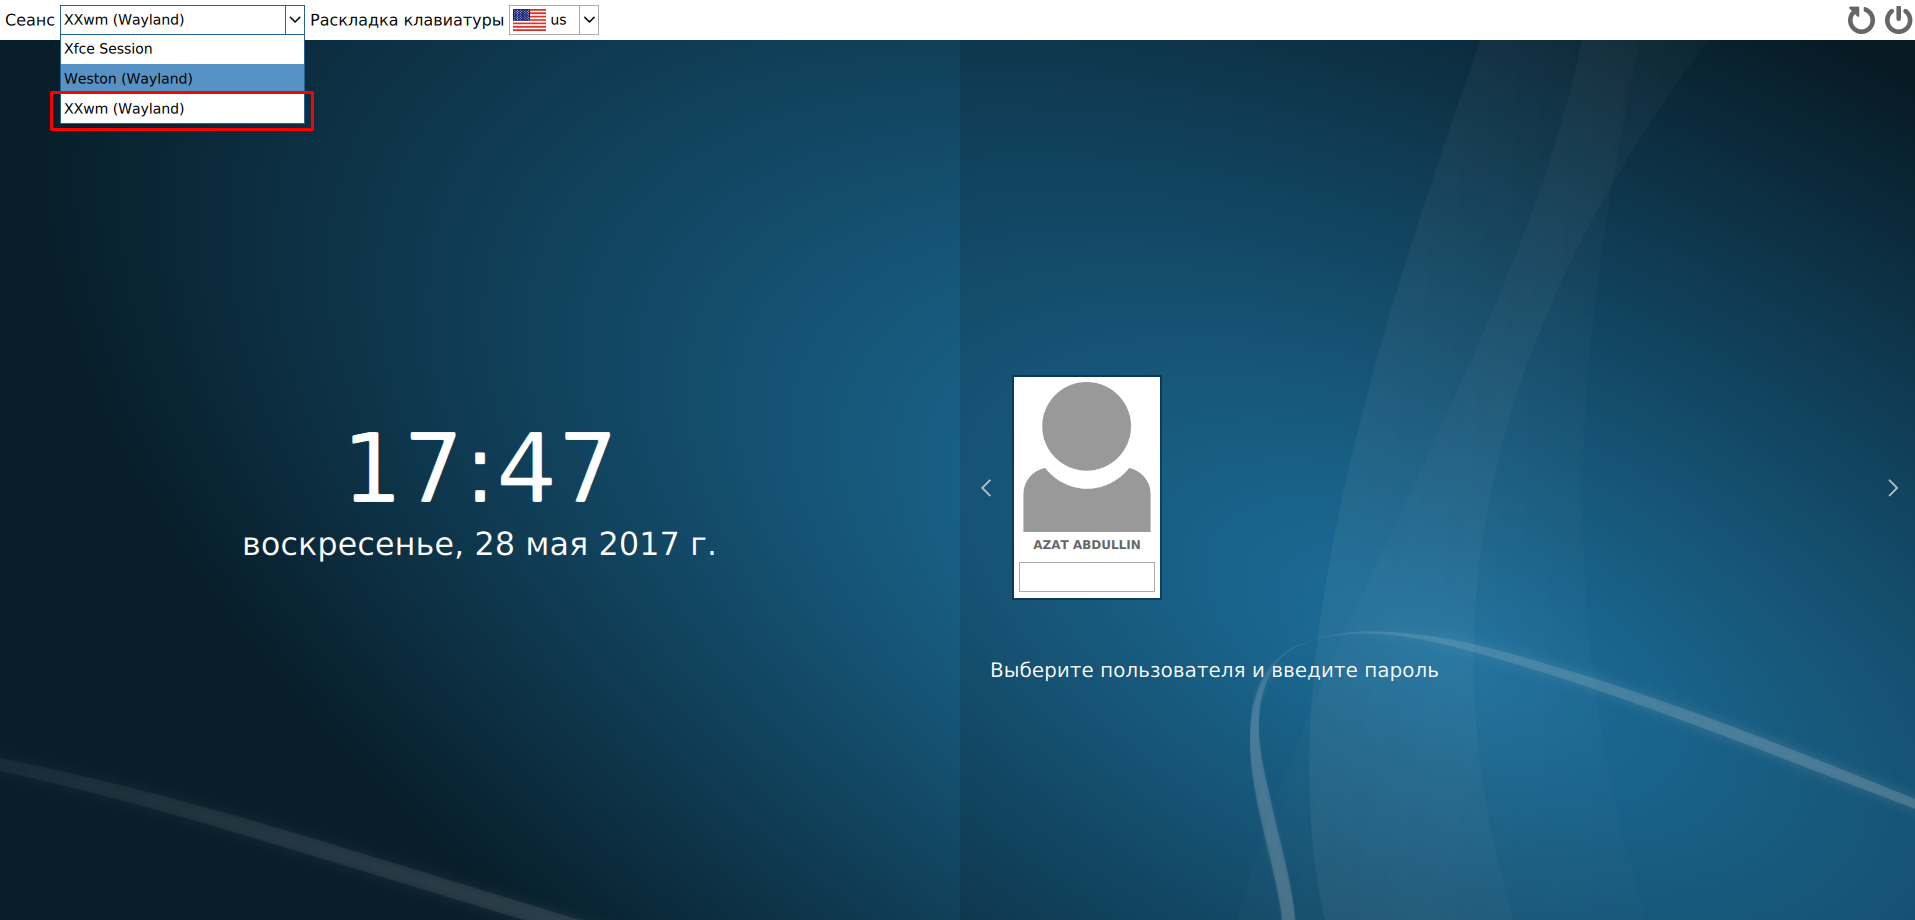 Сеанс XXwm (Wayland) Раскладка клавиатуры us
Xfce Session
Weston (Wayland)
XXwm (Wayland)
17:47
воскресенье, 28 мая 2017 г.
AZAT ABDULLIN
Выберите пользователя и введите пароль